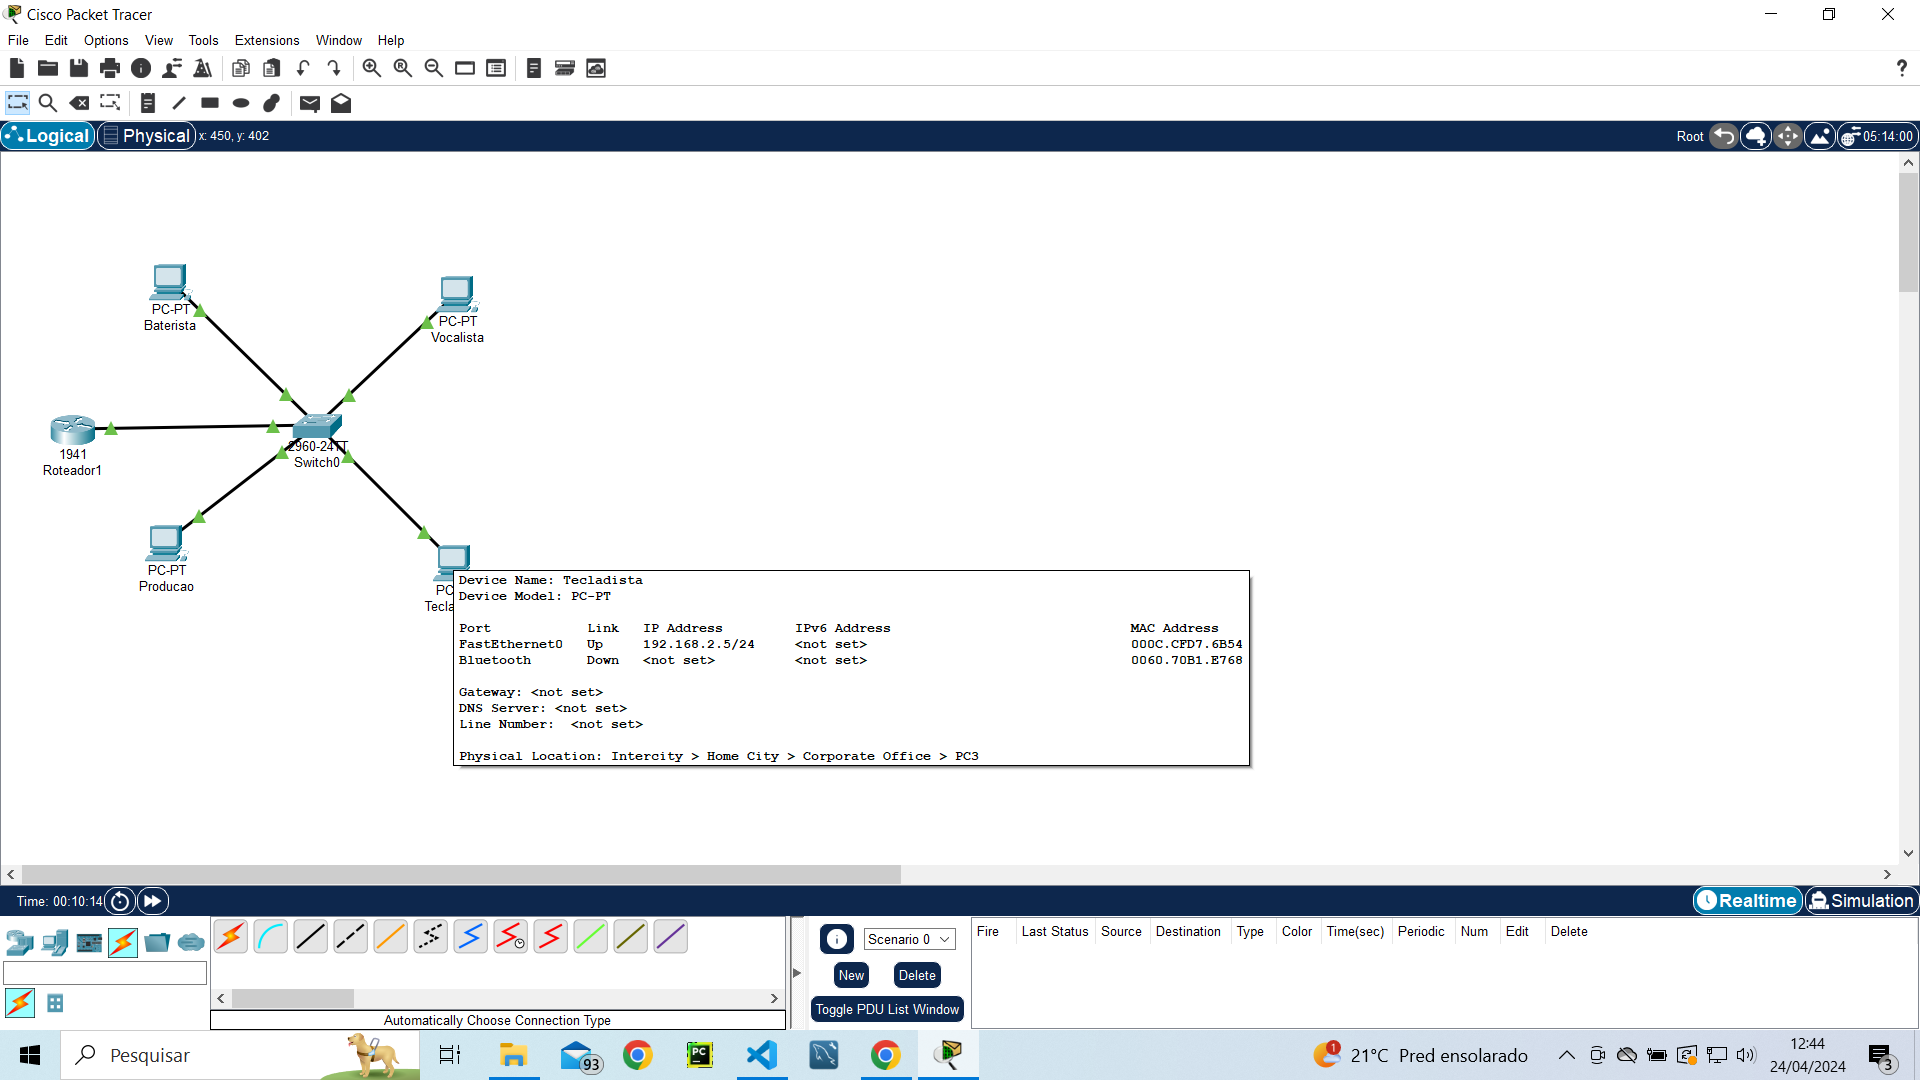 Cisco Packet Tracer
File Edit Options View Tools Extensions Window Help
Logical Physical x: 450, y: 402 Root 05:14:00
PC-PT
Baterista
PC-PT
Vocalista
1941
Roteador1
2960-24TT
Switch0
PC-PT
Producao
PC
Tecla
Device Name: Tecladista
Device Model: PC-PT
Port Link IP Address IPv6 Address MAC Address
FastEthernet0 Up 192.168.2.5/24 <not set> 000C.CFD7.6B54
Bluetooth Down <not set> <not set> 0060.70B1.E768
Gateway: <not set>
DNS Server: <not set>
Line Number: <not set>
Physical Location: Intercity > Home City > Corporate Office > PC3
Time: 00:10:14 Realtime Simulation
Scenario 0
New Delete
Toggle PDU List Window
Fire Last Status Source Destination Type Color Time(sec) Periodic Num Edit Delete
Automatically Choose Connection Type
Pesquisar 93 PC 1 21°C Pred ensolarado 12:44
24/04/2024 3